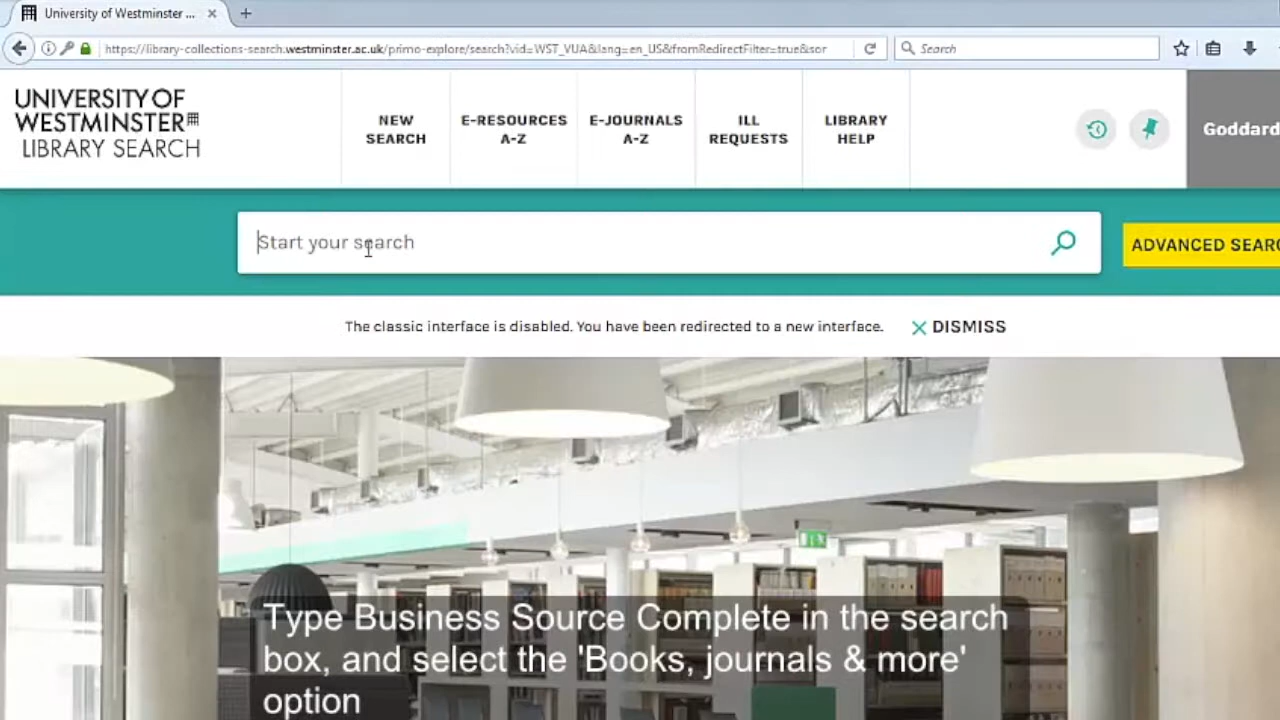 University of Westminster ...
https://library-collections-search.westminster.ac.uk/primo-explore/search?vid=WST_VUA&lang=en_US&fromRedirectFilter=true&sor
Search
UNIVERSITY OF
WESTMINSTER
LIBRARY SEARCH
NEW
SEARCH
E-RESOURCES
A-Z
E-JOURNALS
A-Z
ILL
REQUESTS
LIBRARY
HELP
Goddard
Start your search
ADVANCED SEARC
The classic interface is disabled. You have been redirected to a new interface.
DISMISS
Type Business Source Complete in the search
box, and select the 'Books, journals & more'
option